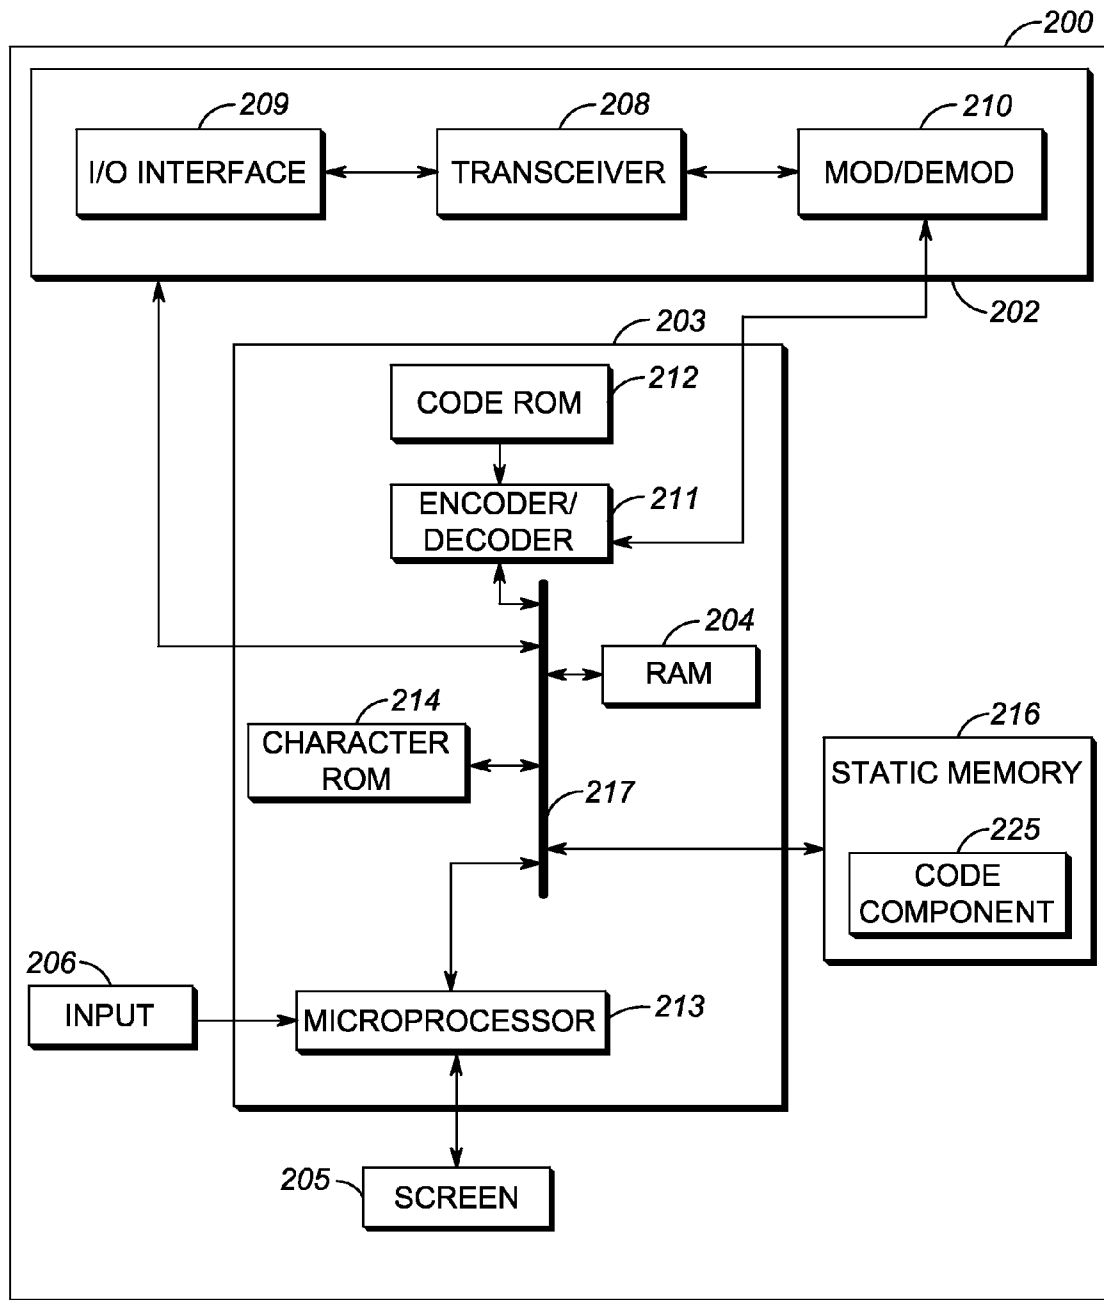 200
209
208
210
I/O INTERFACE
TRANSCEIVER
MOD/DEMOD
202
203
212
CODE ROM
211
ENCODER/
DECODER
204
RAM
214
CHARACTER
ROM
217
216
STATIC MEMORY
225
CODE
COMPONENT
206
INPUT
213
MICROPROCESSOR
205
SCREEN